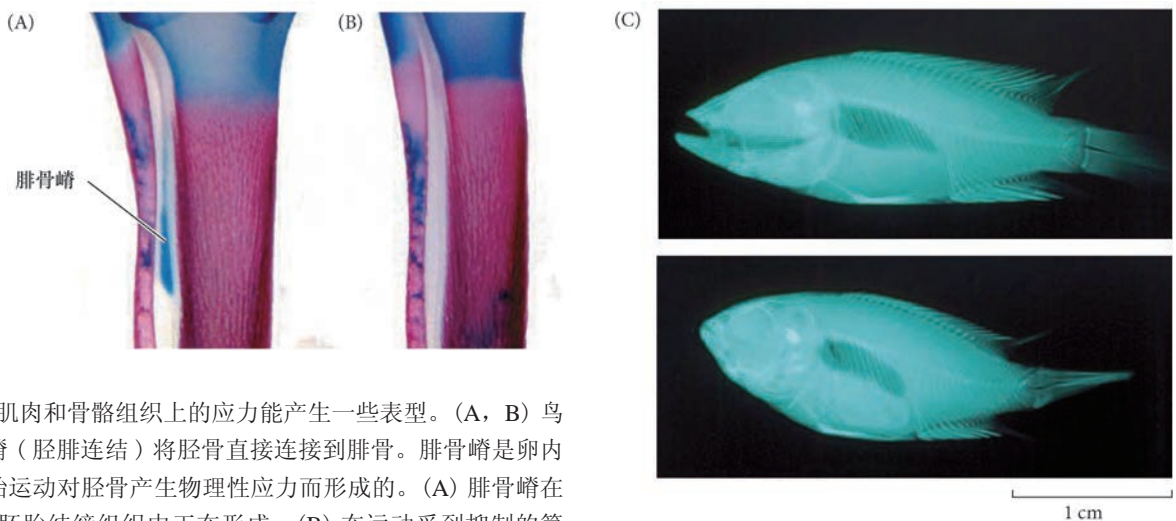 (A)
(B)
(C)
腓骨嵴
肌肉和骨骼组织上的应力能产生一些表型。(A，B) 鸟
(胫腓连结) 将胫骨直接连接到腓骨。腓骨嵴是卵内
运动对胫骨产生物理性应力而形成的。(A) 腓骨嵴在
1 cm